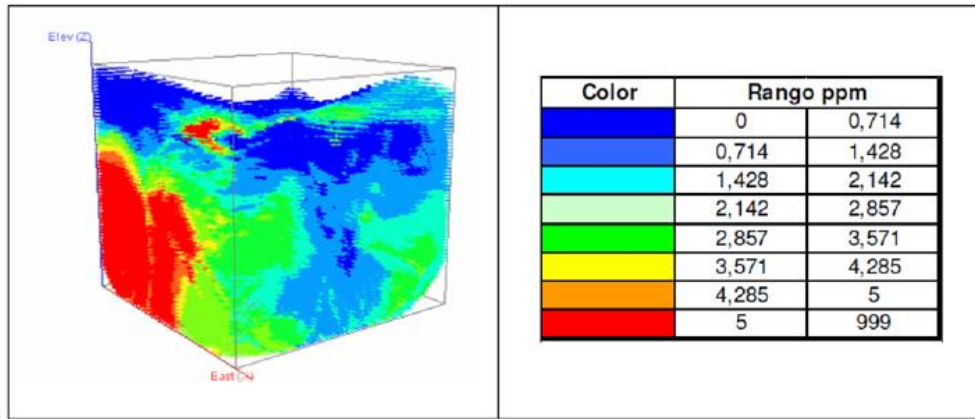 Elev (Z)
East (X)
Color Rango ppm
0 0,714
0,714 1,428
1,428 2,142
2,142 2,857
2,857 3,571
3,571 4,285
4,285 5
5 999